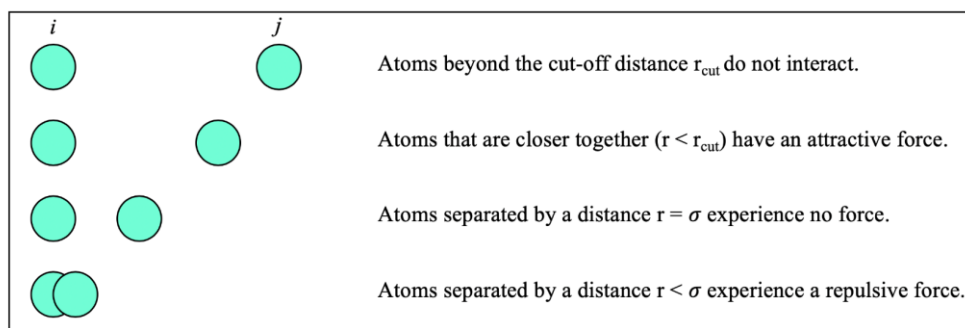 i j
Atoms beyond the cut-off distance r_cut do not interact.
Atoms that are closer together (r < r_cut) have an attractive force.
Atoms separated by a distance r = σ experience no force.
Atoms separated by a distance r < σ experience a repulsive force.